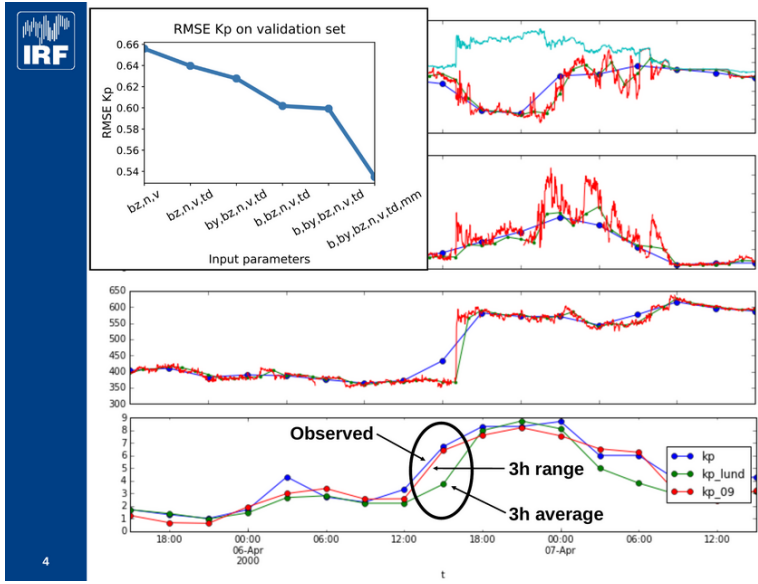 IRF
RMSE Kp on validation set
0.66
0.64
0.62
0.60
0.58
0.56
0.54
RMSE Kp
bz,n,v
bz,n,v,td
by,bz,n,v,td
b,bz,n,v,td
b,by,bz,n,v,td
b,by,bz,n,v,td,mm
Input parameters
650
600
550
500
450
400
350
300
9
8
7
6
5
4
3
2
1
0
Observed
3h range
3h average
kp
kp_lund
kp_09
18:00
00:00
06:00
12:00
18:00
00:00
06:00
12:00
06-Apr
07-Apr
2000
t
4